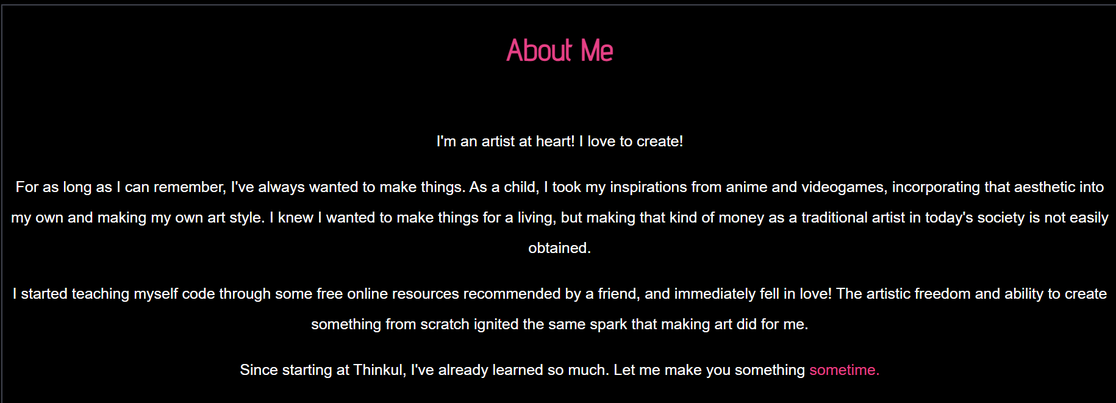 About Me
I'm an artist at heart! I love to create!
For as long as I can remember, I've always wanted to make things. As a child, I took my inspirations from anime and videogames, incorporating that aesthetic into
my own and making my own art style. I knew I wanted to make things for a living, but making that kind of money as a traditional artist in today's society is not easily
obtained.
I started teaching myself code through some free online resources recommended by a friend, and immediately fell in love! The artistic freedom and ability to create
something from scratch ignited the same spark that making art did for me.
Since starting at Thinkul, I've already learned so much. Let me make you something sometime.